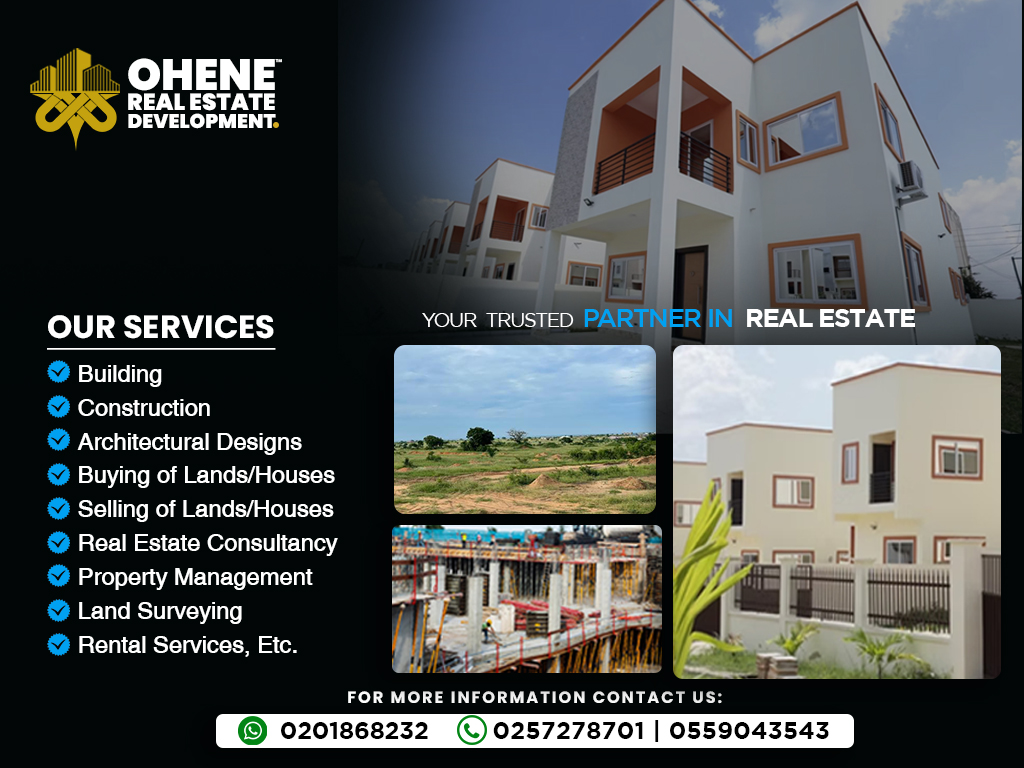 OHENE™
REAL ESTATE
DEVELOPMENT.
YOUR TRUSTED PARTNER IN REAL ESTATE
OUR SERVICES
Building
Construction
Architectural Designs
Buying of Lands/Houses
Selling of Lands/Houses
Real Estate Consultancy
Property Management
Land Surveying
Rental Services, Etc.
FOR MORE INFORMATION CONTACT US:
0201868232 0257278701 | 0559043543